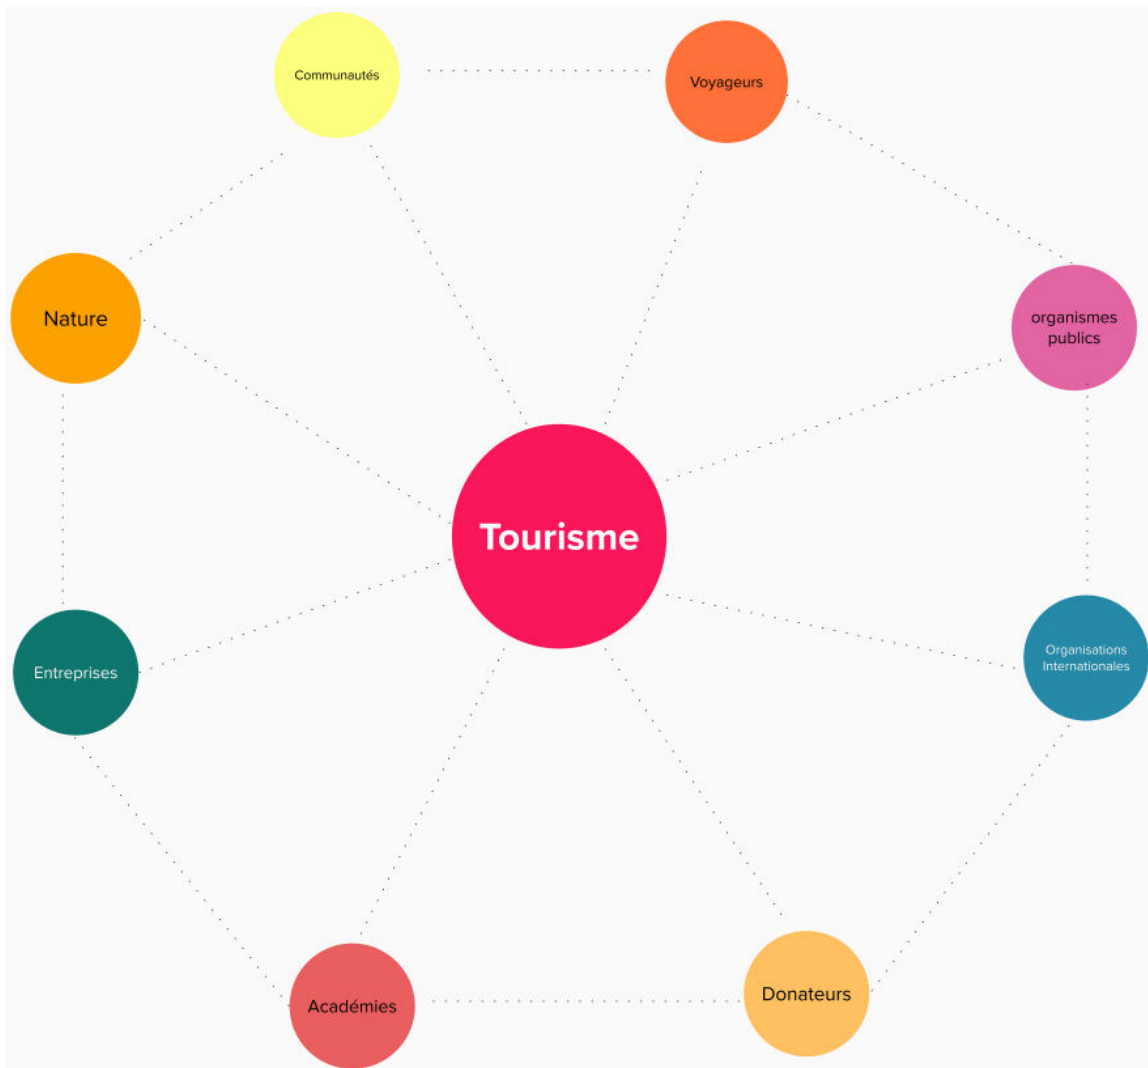 Communautés
Voyageurs
Nature
organismes
publics
Tourisme
Entreprises
Organisations
Internationales
Académies
Donateurs